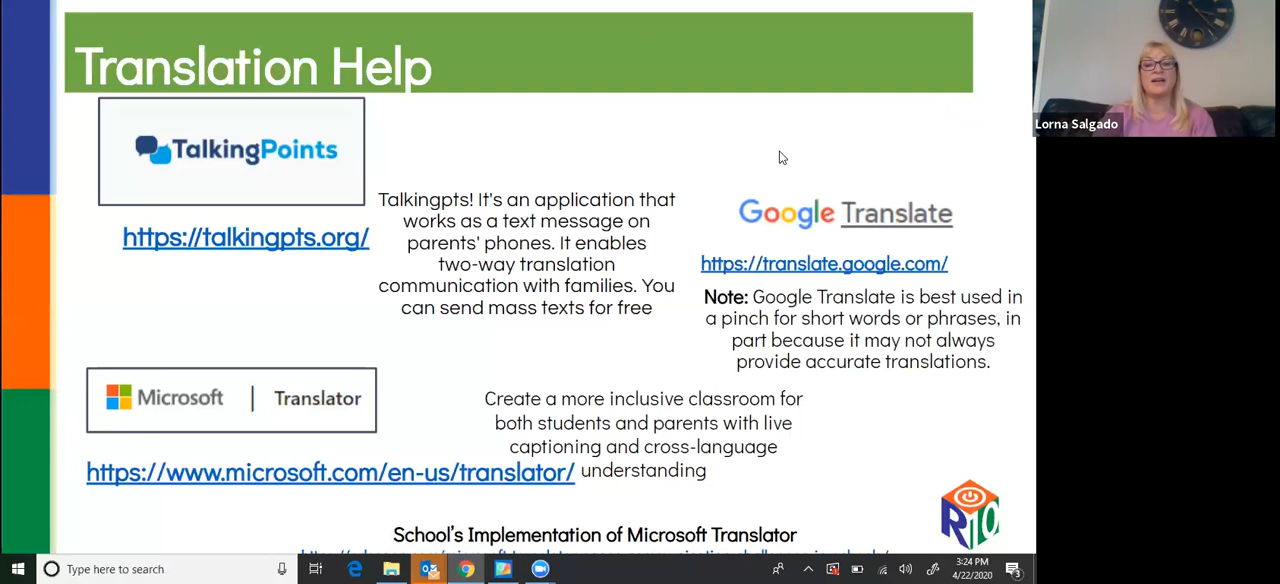 Translation Help
TalkingPoints
https://talkingpts.org/
Talkingpts! It's an application that
works as a text message on
parents' phones. It enables
two-way translation
communication with families. You
can send mass texts for free
Google Translate
https://translate.google.com/
Note: Google Translate is best used in
a pinch for short words or phrases, in
part because it may not always
provide accurate translations.
Microsoft | Translator
https://www.microsoft.com/en-us/translator/
Create a more inclusive classroom for
both students and parents with live
captioning and cross-language
understanding
School's Implementation of Microsoft Translator
R10
Lorna Salgado
Type here to search
3:24 PM
4/22/2020
3